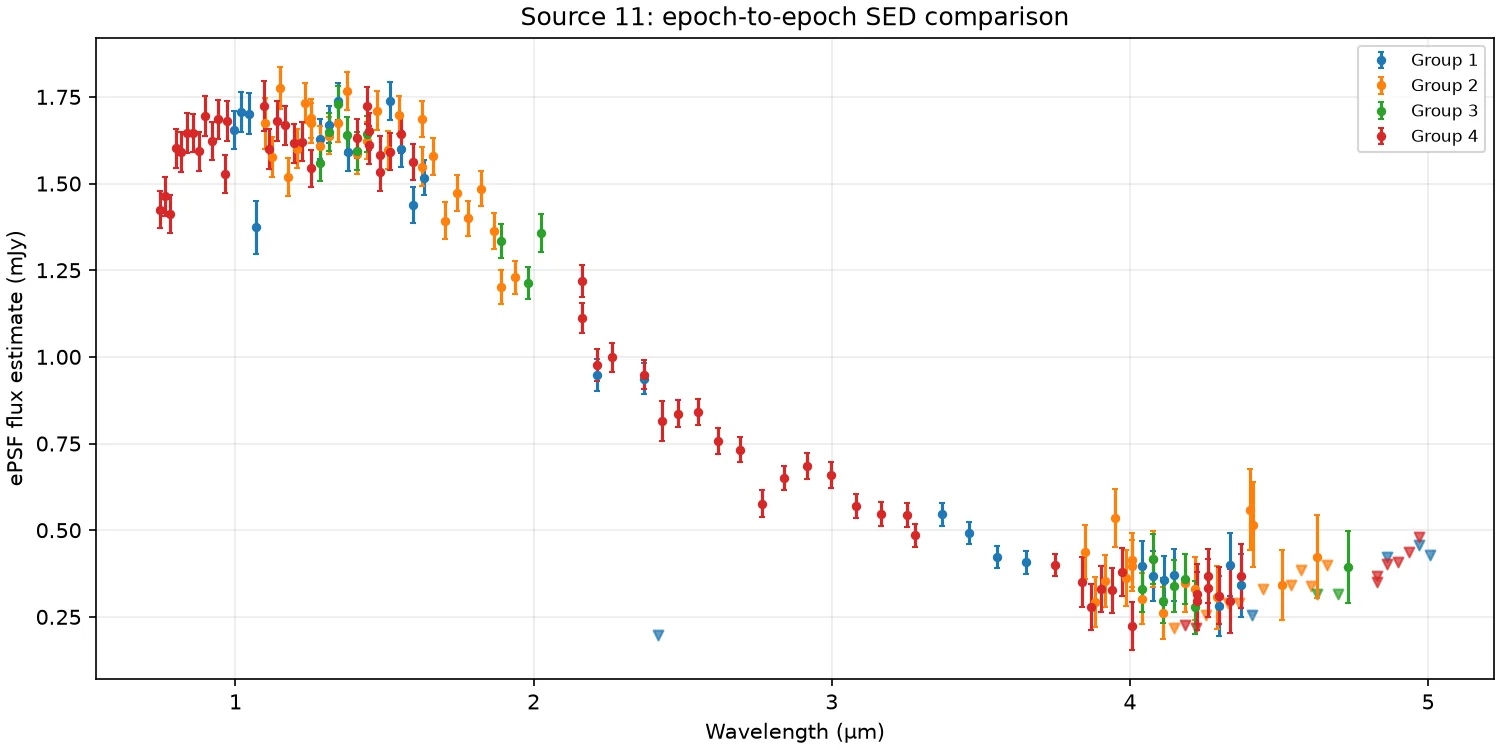 Source 11: epoch-to-epoch SED comparison
ePSF flux estimate (mJy)
1.75
1.50
1.25
1.00
0.75
0.50
0.25
Group 1
Group 2
Group 3
Group 4
1 2 3 4 5
Wavelength (µm)